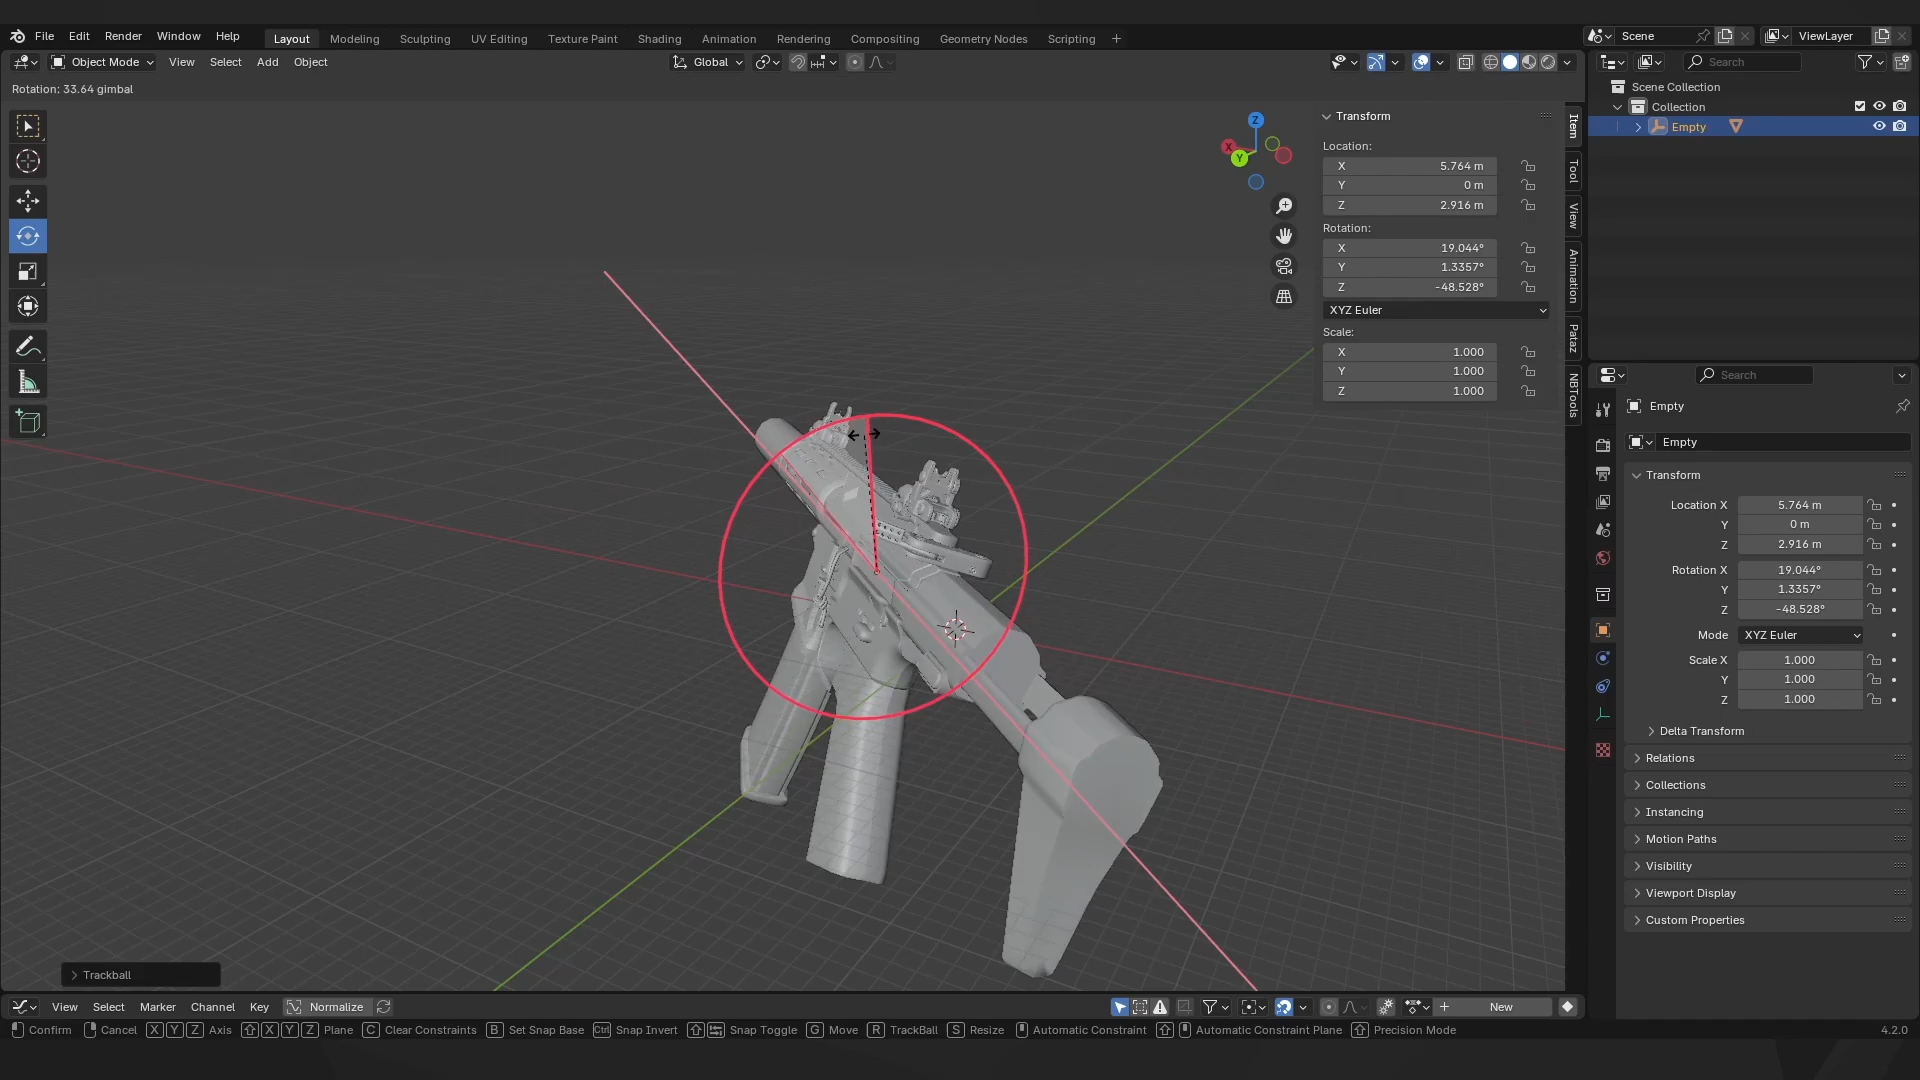 File Edit Render Window Help Layout Modeling Sculpting UV Editing Texture Paint Shading Animation Rendering Compositing Geometry Nodes Scripting + Scene ViewLayer
Object Mode View Select Add Object Global Search
Rotation: 33.64 gimbal
Scene Collection
Collection
Empty
Z
X
Y
Transform
Location:
X 5.764 m
Y 0 m
Z 2.916 m
Rotation:
X 19.044°
Y 1.3357°
Z -48.528°
XYZ Euler
Scale:
X 1.000
Y 1.000
Z 1.000
Item
Tool
View
Animation
Pataz
NBTools
Search
Empty
Empty
Transform
Location X 5.764 m
Y 0 m
Z 2.916 m
Rotation X 19.044°
Y 1.3357°
Z -48.528°
Mode XYZ Euler
Scale X 1.000
Y 1.000
Z 1.000
Delta Transform
Relations
Collections
Instancing
Motion Paths
Visibility
Viewport Display
Custom Properties
Trackball
View Select Marker Channel Key Normalize + New
Confirm Cancel X Y Z Axis X Y Z Plane C Clear Constraints B Set Snap Base Ctrl Snap Invert Snap Toggle G Move R TrackBall S Resize Automatic Constraint Automatic Constraint Plane Precision Mode 4.2.0